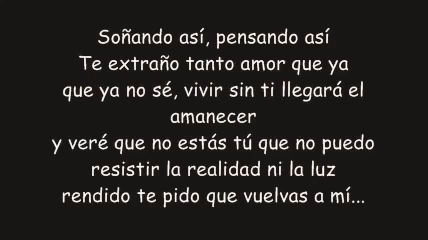 Soñando así, pensando así
Te extraño tanto amor que ya
que ya no sé, vivir sin ti llegará el
amanecer
y veré que no estás tú que no puedo
resistir la realidad ni la luz
rendido te pido que vuelvas a mí...